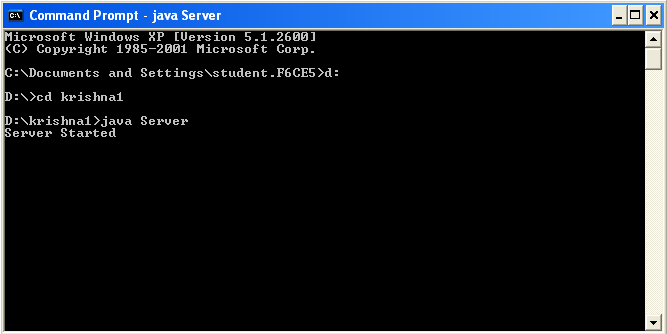 Command Prompt - java Server
Microsoft Windows XP [Version 5.1.2600]
(C) Copyright 1985-2001 Microsoft Corp.
C:\Documents and Settings\student.F6CE5>d:
D:\>cd krishna1
D:\krishna1>java Server
Server Started